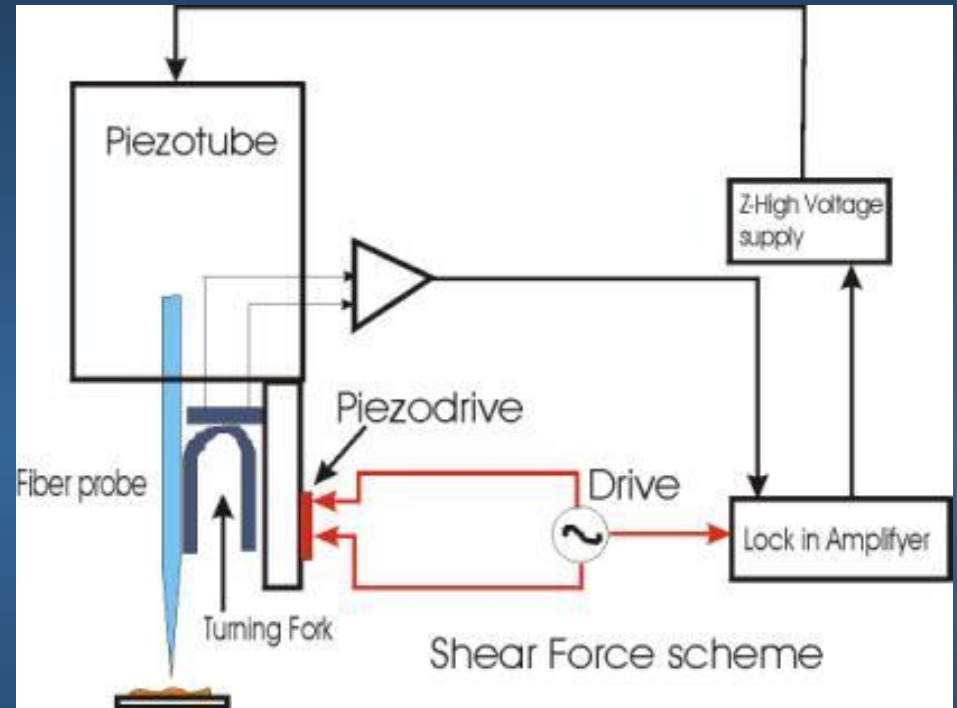 Piezotube
Z-High Voltage
supply
Piezodrive
Fiber probe
Drive
Lock in Amplifyer
Turning Fork
Shear Force scheme